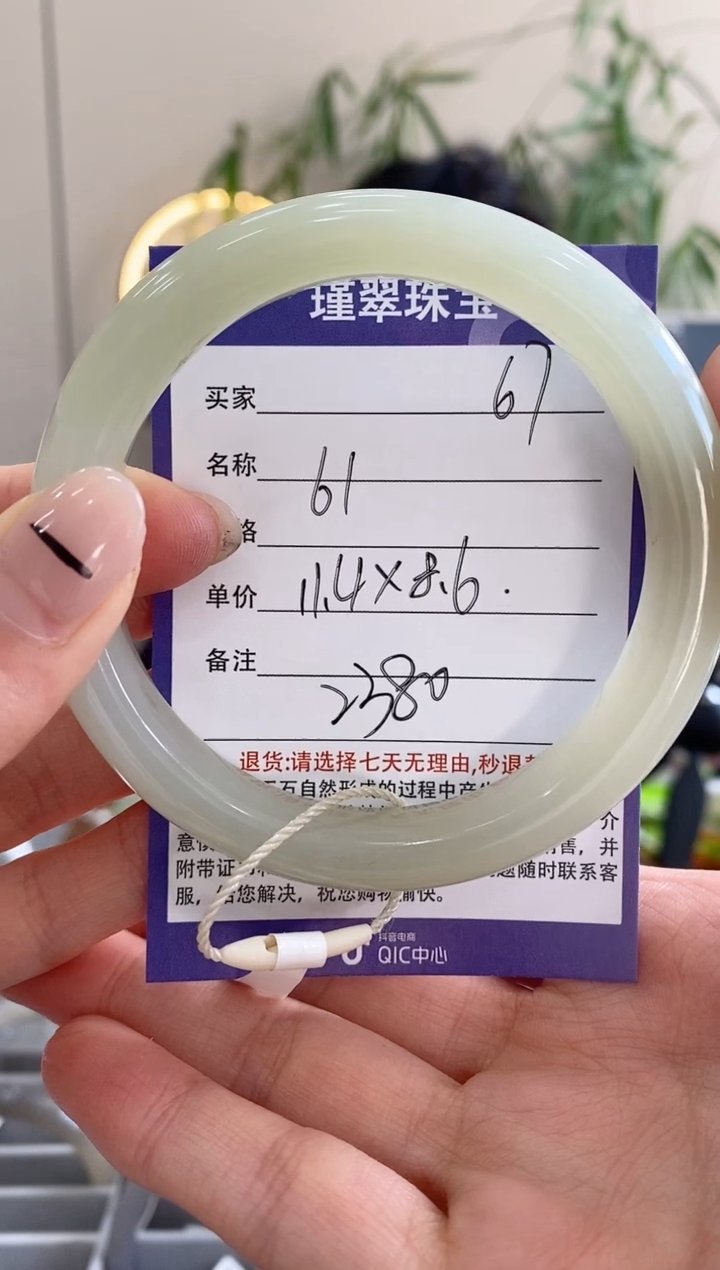 瑾翠珠宝
买家 67
名称 61
格
单价 11.4×8.6.
备注 2380
退货:请选择七天无理由,秒退
石自然形成的过程中产
介
意 售，并
附带证 题随时联系客
服，给您解决，祝您购物愉快。
抖音电商
QIC中心